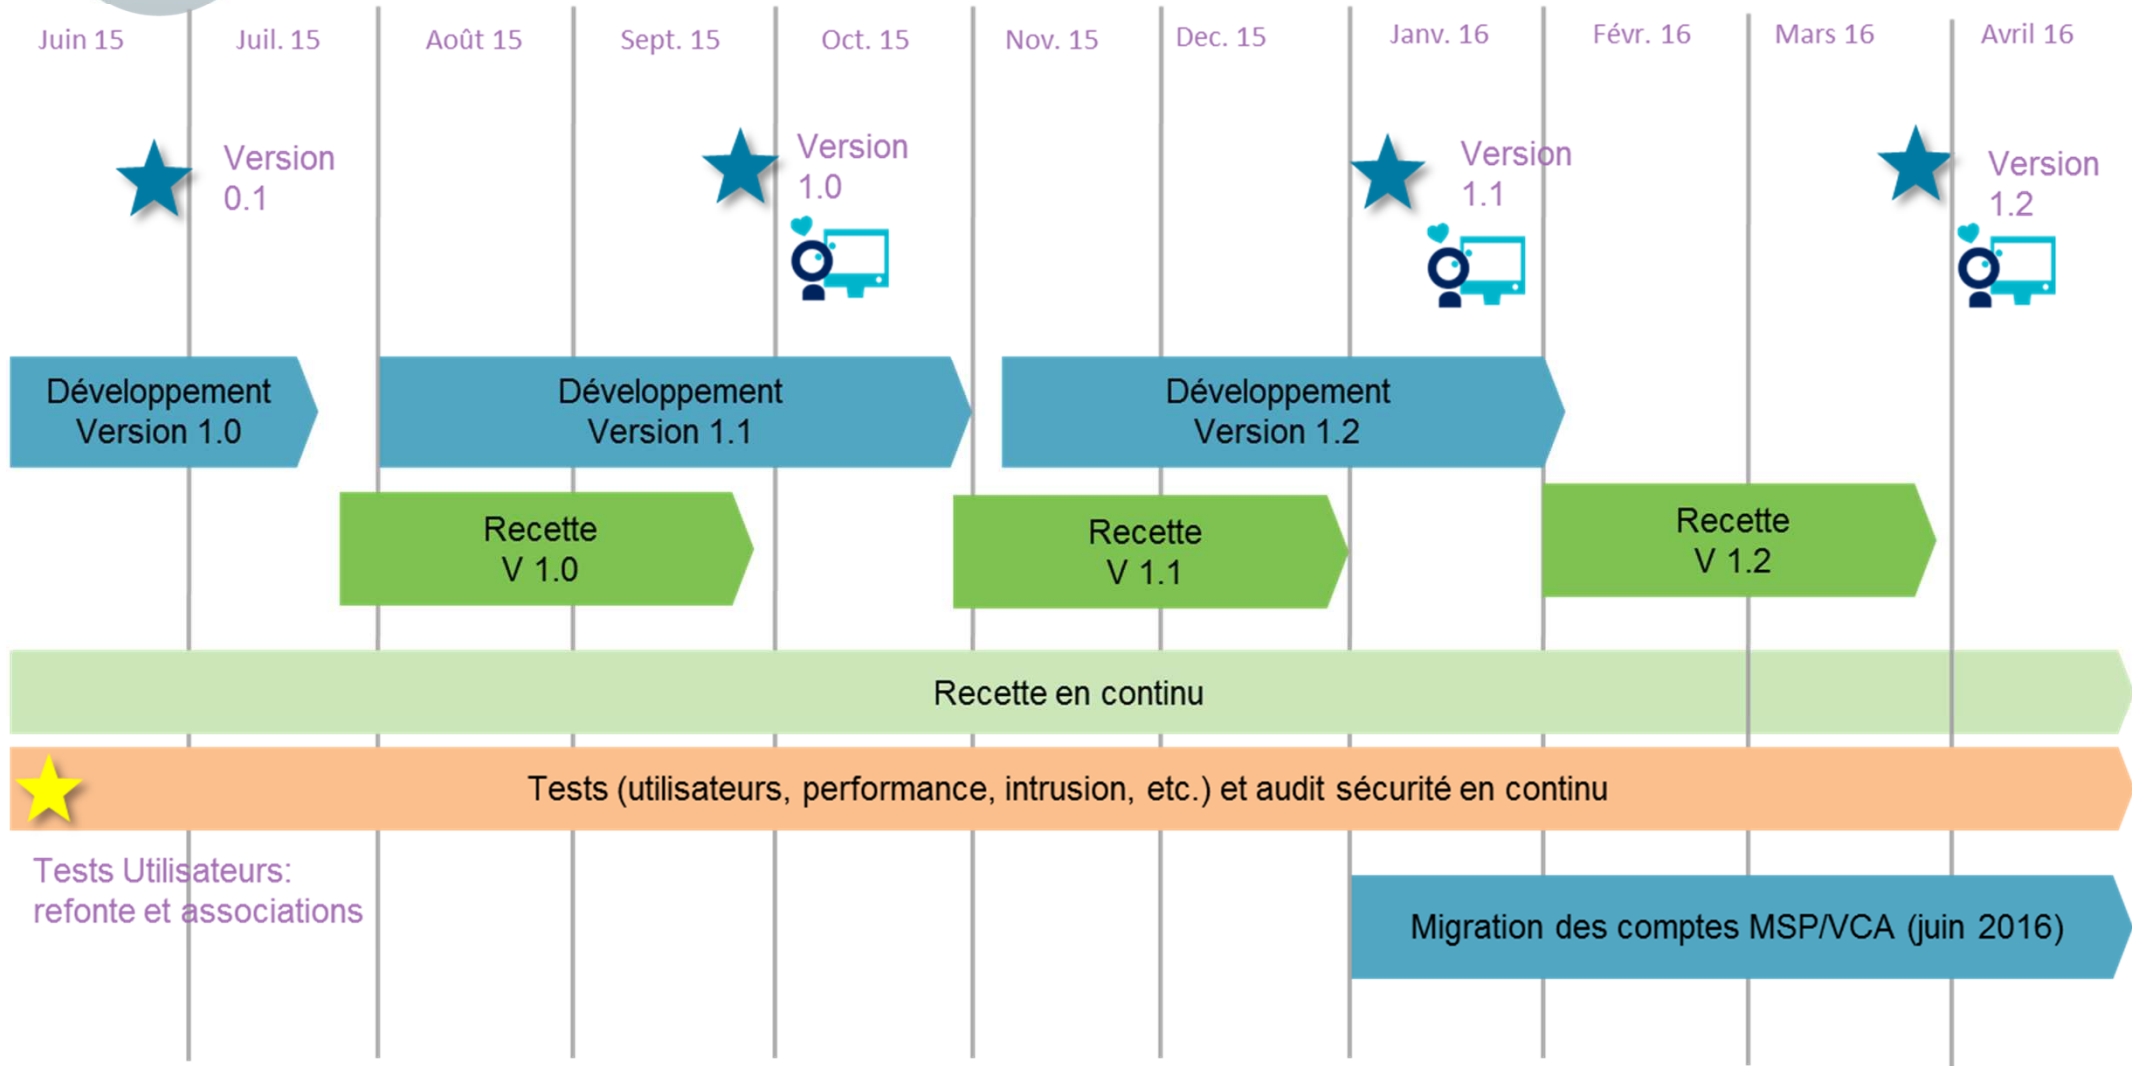 Juin 15
Juil. 15
Août 15
Sept. 15
Oct. 15
Nov. 15
Dec. 15
Janv. 16
Févr. 16
Mars 16
Avril 16
Version
0.1
Version
1.0
Version
1.1
Version
1.2
Développement
Version 1.0
Développement
Version 1.1
Développement
Version 1.2
Recette
V 1.0
Recette
V 1.1
Recette
V 1.2
Recette en continu
Tests (utilisateurs, performance, intrusion, etc.) et audit sécurité en continu
Tests Utilisateurs:
refonte et associations
Migration des comptes MSP/VCA (juin 2016)